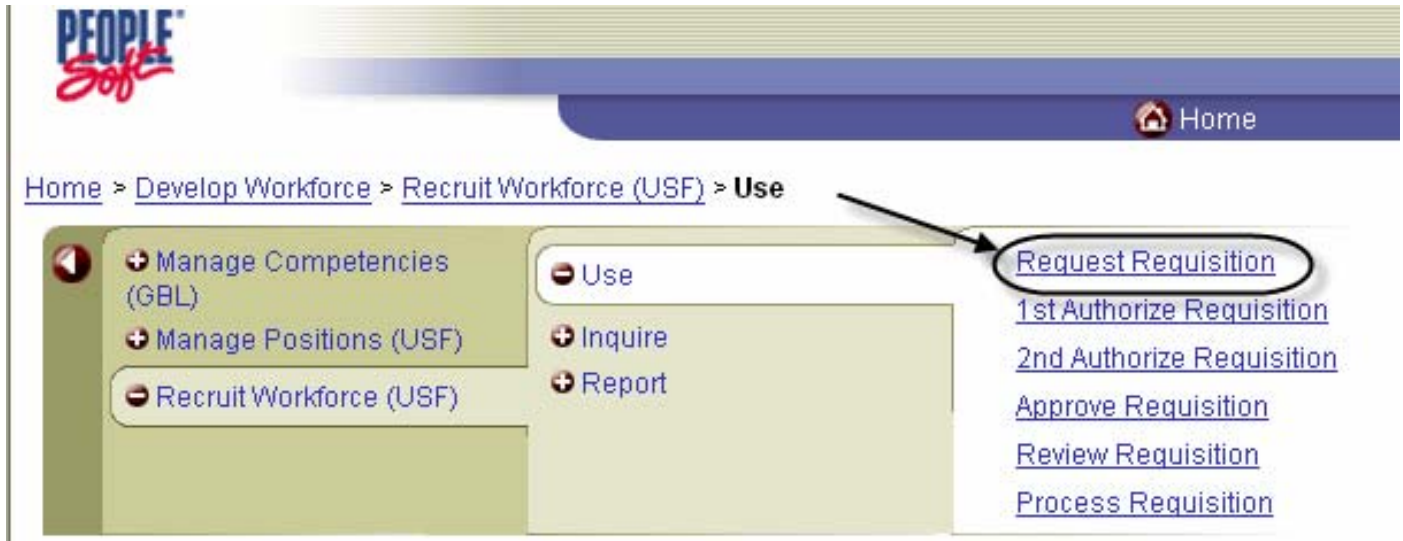 PEOPLE
Soft
Home
Home > Develop Workforce > Recruit Workforce (USF) > Use
Manage Competencies
(GBL)
Manage Positions (USF)
Recruit Workforce (USF)
Use
Inquire
Report
Request Requisition
1st Authorize Requisition
2nd Authorize Requisition
Approve Requisition
Review Requisition
Process Requisition